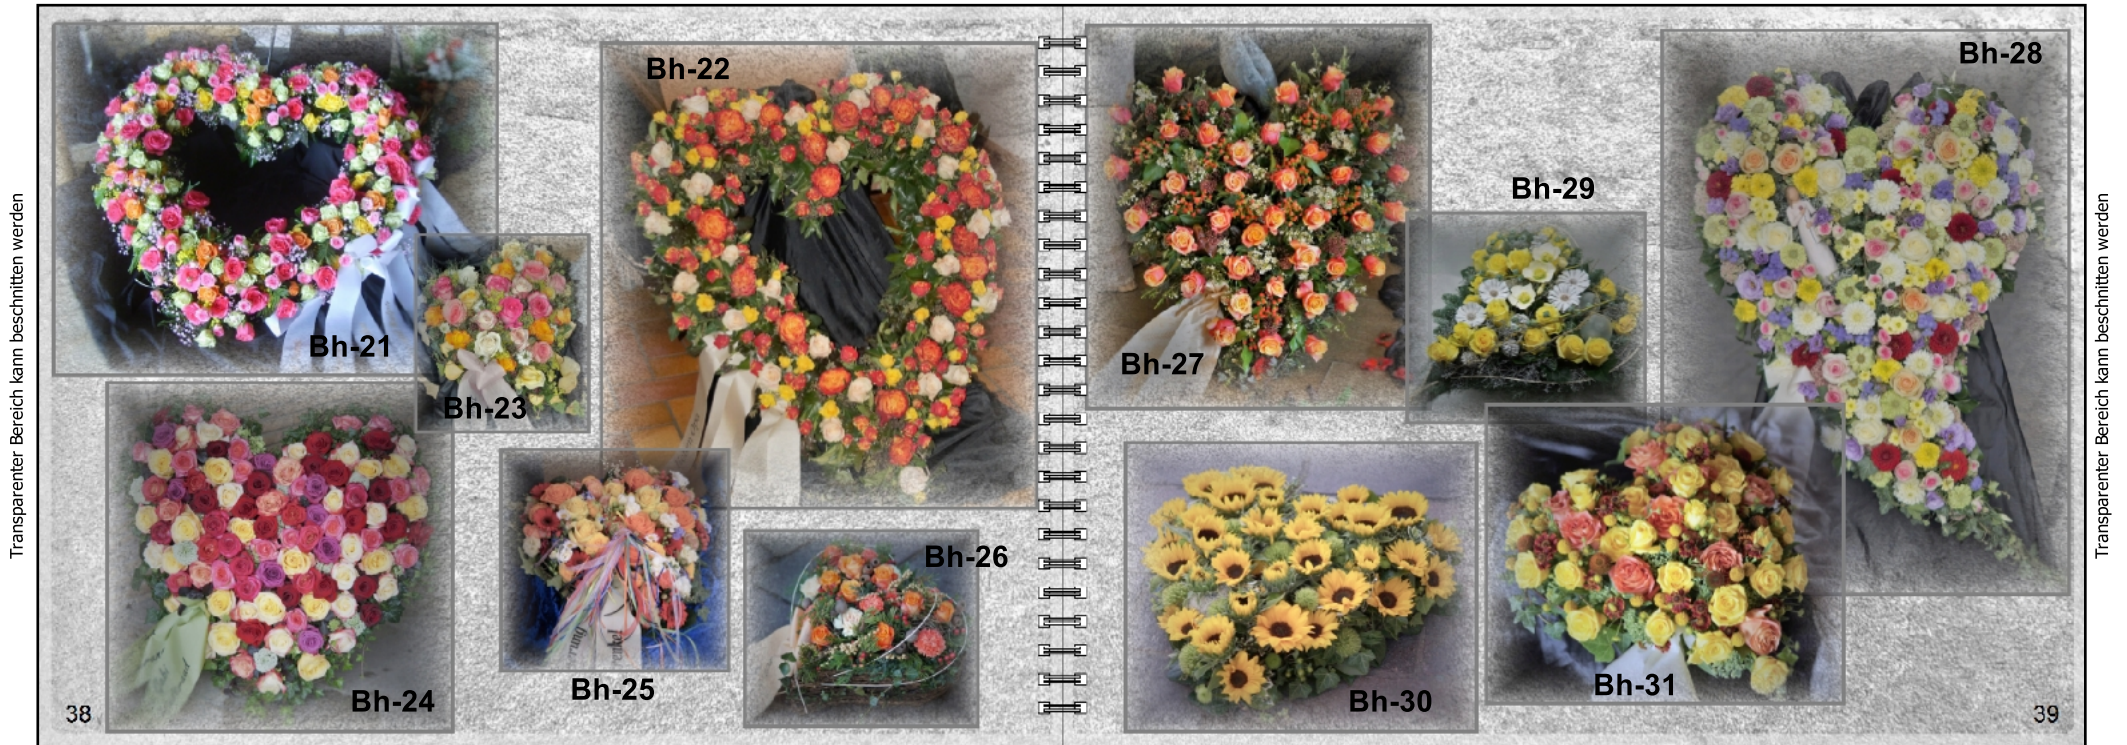 Transparenter Bereich kann beschnitten werden
Bh-21
Bh-22
Bh-23
Bh-24
Bh-25
Bh-26
38
Bh-27
Bh-28
Bh-29
Bh-30
Bh-31
39
Transparenter Bereich kann beschnitten werden